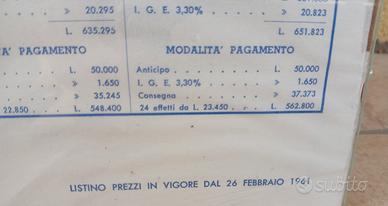 » 20.295 I. G. E. 3,30% . . . . . » 20.823
L. 635.295 L. 651.823
A' PAGAMENTO MODALITA' PAGAMENTO
L. 50.000 Anticipo . . . . . . . L. 50.000
» 1.650 I. G. E. 3,30% . . . . . » 1.650
» 35.245 Consegna . . . . . . . » 37.373
22.850 . L. 548.400 24 effetti da L. 23.450 . . L. 562.800
LISTINO PREZZI IN VIGORE DAL 26 FEBBRAIO 1961
subito